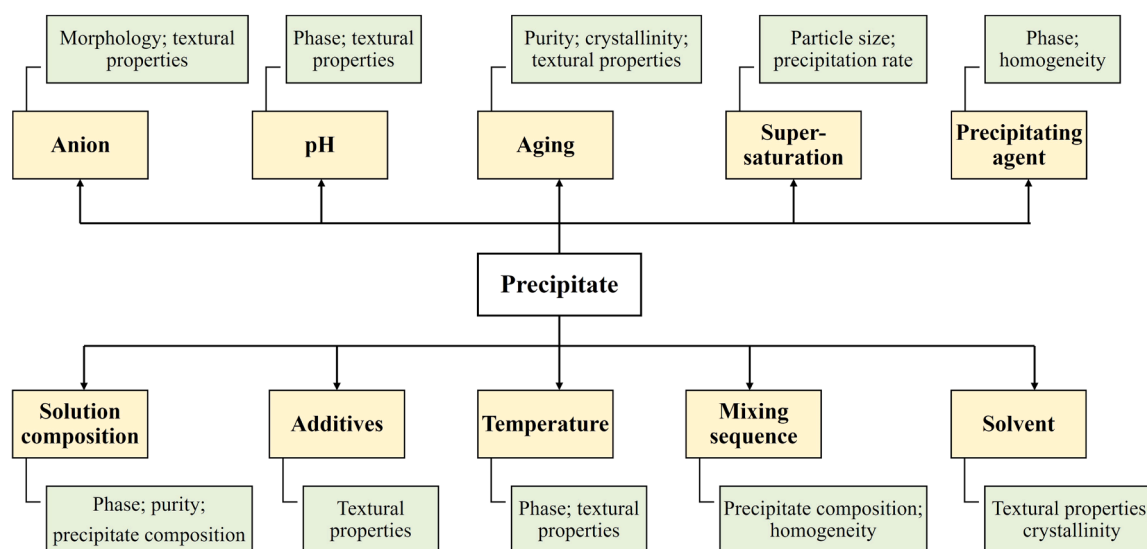 Morphology; textural
properties
Phase; textural
properties
Purity; crystallinity;
textural properties
Particle size;
precipitation rate
Phase;
homogeneity
Anion
pH
Aging
Super-
saturation
Precipitating
agent
Precipitate
Solution
composition
Additives
Temperature
Mixing
sequence
Solvent
Phase; purity;
precipitate composition
Textural
properties
Phase; textural
properties
Precipitate composition;
homogeneity
Textural properties
crystallinity